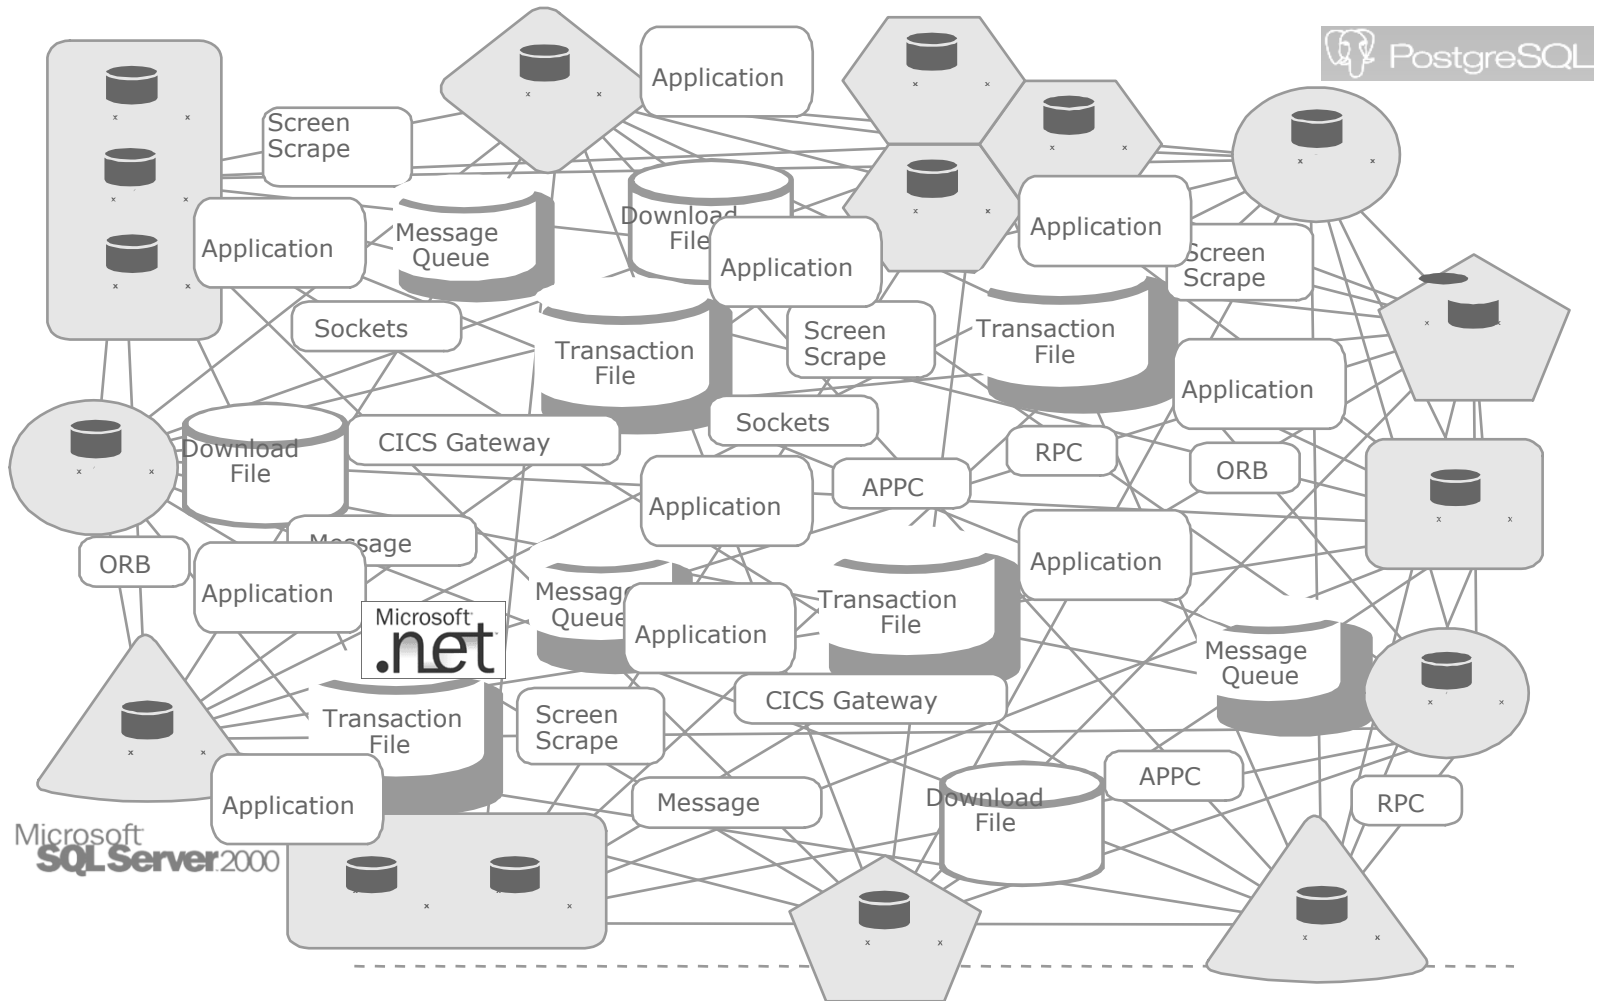 PostgreSQL
Application
Screen
Scrape
Download
File
Message
Queue
Application
Application
Application
Screen
Scrape
Sockets
Screen
Scrape
Transaction
File
Transaction
File
Application
Sockets
CICS Gateway
Download
File
RPC
ORB
APPC
Application
Message
ORB
Application
Application
Message
Queue
Transaction
File
Microsoft
.net
Application
Message
Queue
CICS Gateway
Transaction
File
Screen
Scrape
APPC
Application
Message
Download
File
RPC
Microsoft
SQL Server 2000